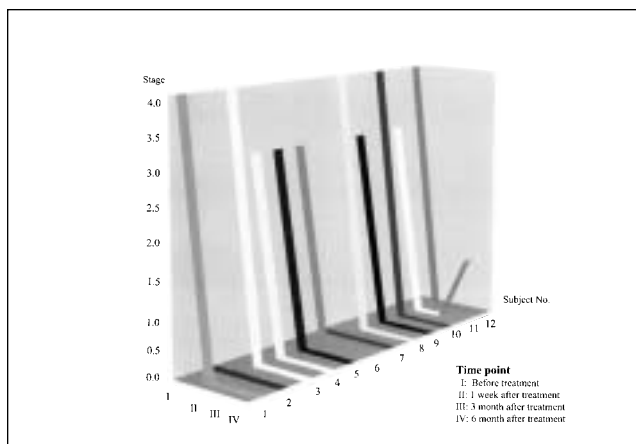 Stage
4.0
3.5
3.0
2.5
2.0
1.5
1.0
0.5
0.0
1
II
III
IV
1
2
3
4
5
6
7
8
9
10
11
12
Subject No.
Time point
I: Before treatment
II: 1 week after treatment
III: 3 month after treatment
IV: 6 month after treatment